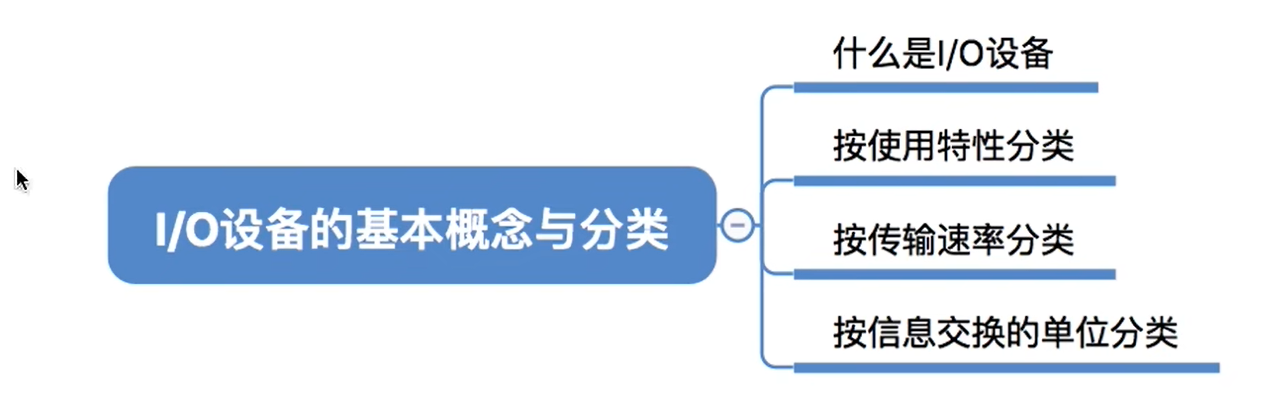 什么是I/O设备
按使用特性分类
I/O设备的基本概念与分类
按传输速率分类
按信息交换的单位分类